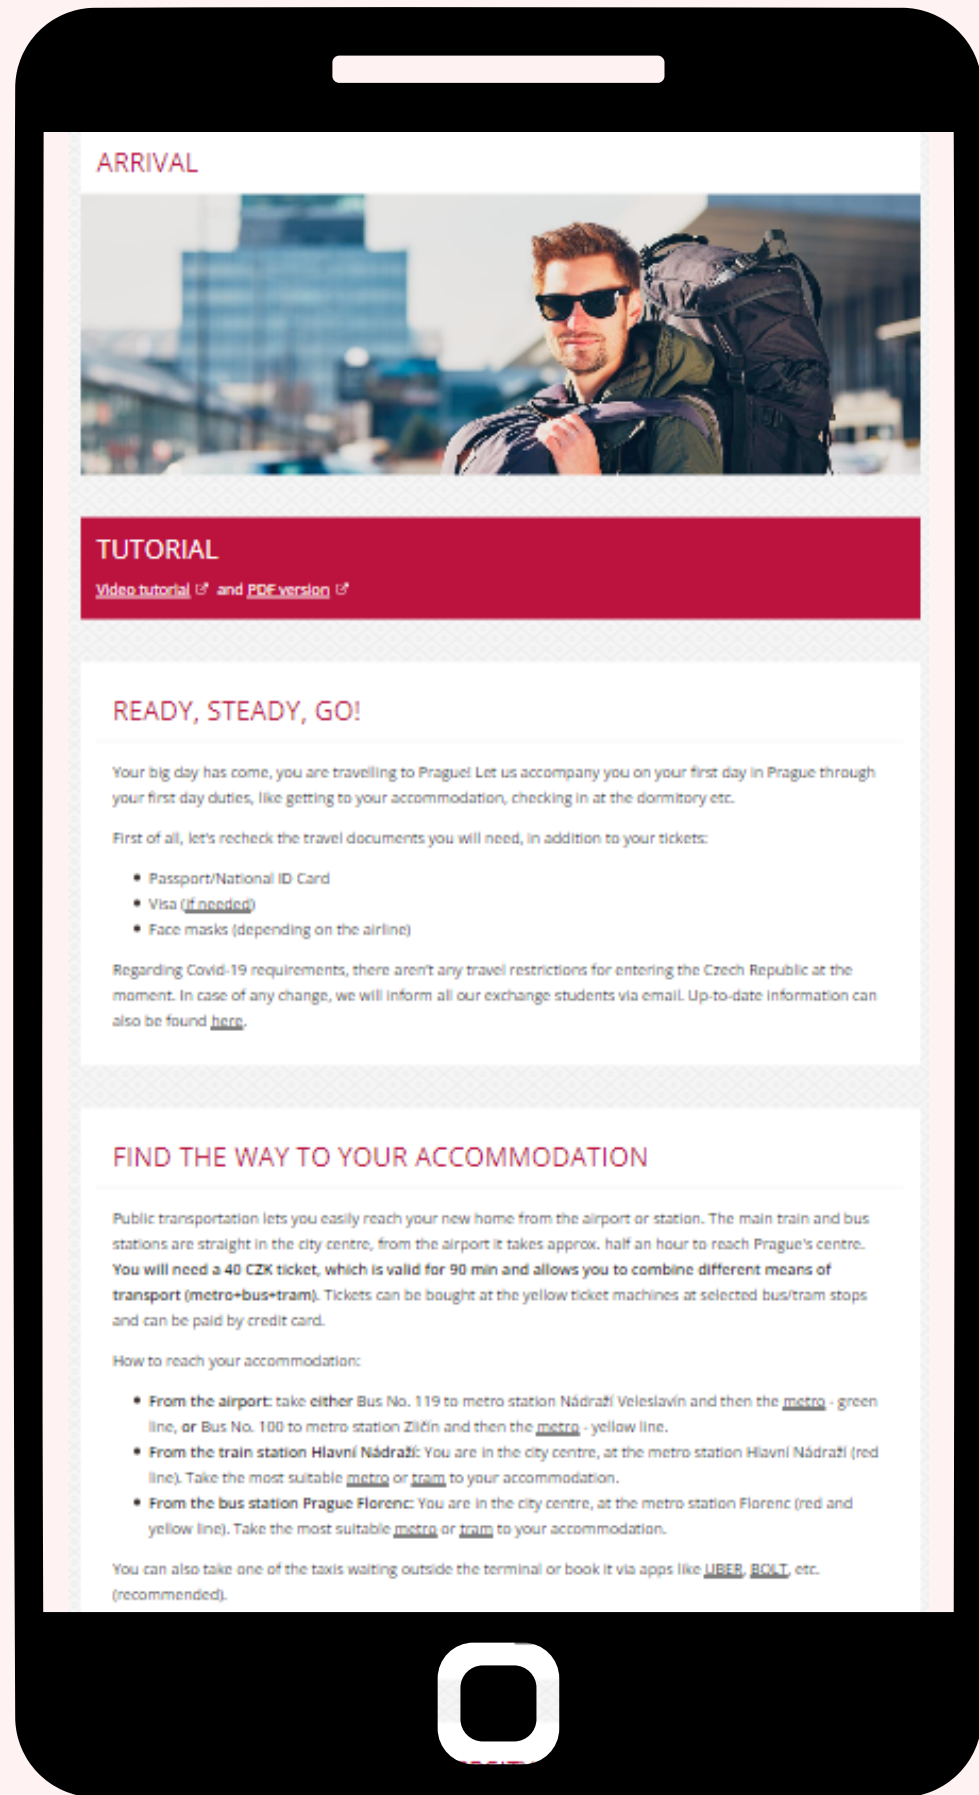 ARRIVAL
TUTORIAL
Video tutorial and PDF version
READY, STEADY, GO!
Your big day has come, you are travelling to Prague! Let us accompany you on your first day in Prague through
your first day duties, like getting to your accommodation, checking in at the dormitory etc.
First of all, let's recheck the travel documents you will need, in addition to your tickets:
• Passport/National ID Card
• Visa (if needed)
• Face masks (depending on the airline)
Regarding Covid-19 requirements, there aren't any travel restrictions for entering the Czech Republic at the
moment. In case of any change, we will inform all our exchange students via email. Up-to-date information can
also be found here.
FIND THE WAY TO YOUR ACCOMMODATION
Public transportation lets you easily reach your new home from the airport or station. The main train and bus
stations are straight in the city centre, from the airport it takes approx. half an hour to reach Prague's centre.
You will need a 40 CZK ticket, which is valid for 90 min and allows you to combine different means of
transport (metro+bus+tram). Tickets can be bought at the yellow ticket machines at selected bus/tram stops
and can be paid by credit card.
How to reach your accommodation:
• From the airport: take either Bus No. 119 to metro station Nádraží Veleslavín and then the metro - green
line, or Bus No. 100 to metro station Zličín and then the metro - yellow line.
• From the train station Hlavní Nádraží: You are in the city centre, at the metro station Hlavní Nádraží (red
line). Take the most suitable metro or tram to your accommodation.
• From the bus station Prague Florenc: You are in the city centre, at the metro station Florenc (red and
yellow line). Take the most suitable metro or tram to your accommodation.
You can also take one of the taxis waiting outside the terminal or book it via apps like UBER, BOLT, etc.
(recommended).